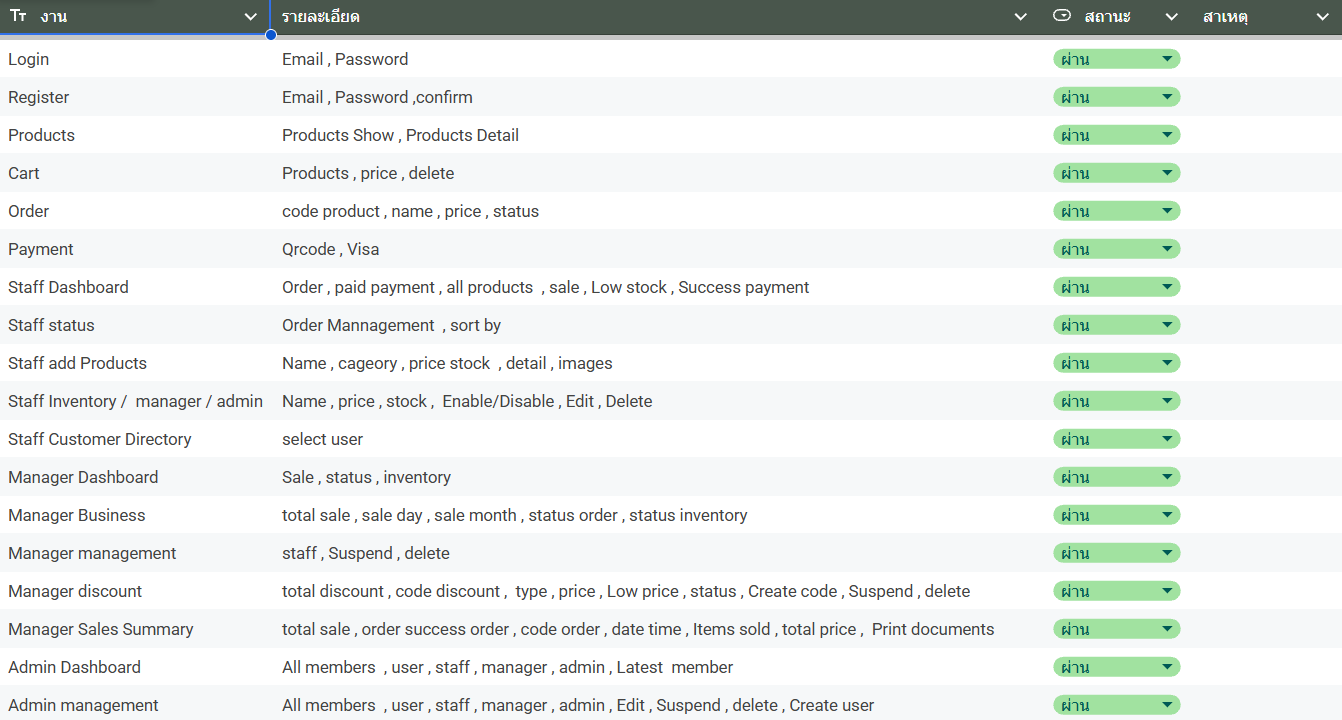 Tт งาน รายละเอียด สถานะ สาเหตุ
Login Email , Password ผ่าน
Register Email , Password ,confirm ผ่าน
Products Products Show , Products Detail ผ่าน
Cart Products , price , delete ผ่าน
Order code product , name , price , status ผ่าน
Payment Qrcode , Visa ผ่าน
Staff Dashboard Order , paid payment , all products  , sale , Low stock , Success payment ผ่าน
Staff status Order Mannagement  , sort by ผ่าน
Staff add Products Name , cageory , price stock  , detail , images ผ่าน
Staff Inventory /  manager / admin Name , price , stock ,  Enable/Disable , Edit , Delete ผ่าน
Staff Customer Directory select user ผ่าน
Manager Dashboard Sale , status , inventory ผ่าน
Manager Business total sale , sale day , sale month , status order , status inventory ผ่าน
Manager management staff , Suspend , delete ผ่าน
Manager discount total discount , code discount ,  type , price , Low price , status , Create code , Suspend , delete ผ่าน
Manager Sales Summary total sale , order success order , code order , date time , Items sold , total price ,  Print documents ผ่าน
Admin Dashboard All members  , user , staff , manager , admin , Latest  member ผ่าน
Admin management All members  , user , staff , manager , admin , Edit , Suspend , delete , Create user ผ่าน